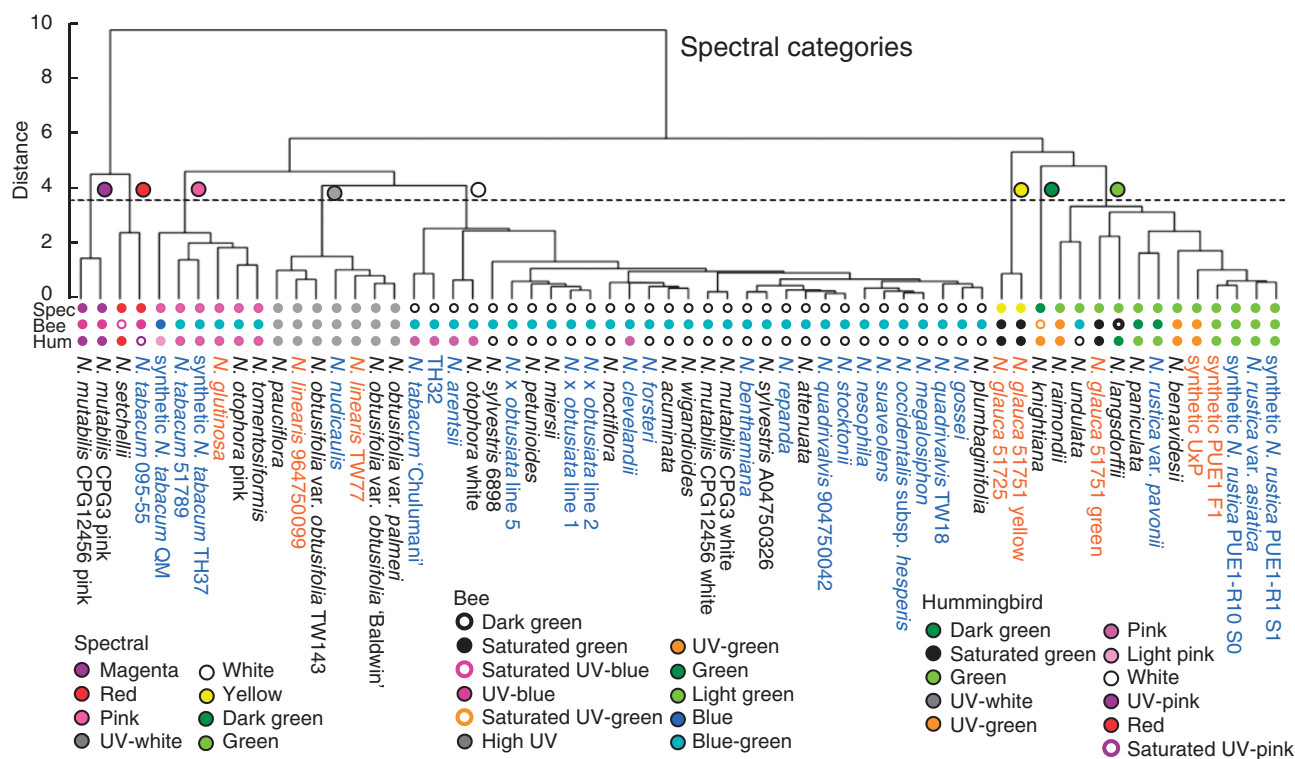 Spectral categories
Distance
10
8
6
4
2
0
Spec
Bee
Hum
N. mutabilis CPG12456 pink
N. mutabilis CPG3 pink
N. setchellii
N. tabacum 095-55
synthetic N. tabacum QM
N. tabacum 51789
synthetic N. tabacum TH37
N. glutinosa
N. otophora pink
N. tomentosiformis
N. pauciflora
N. linearis 964750099
N. obtusifolia var. obtusifolia TW143
N. nudicaulis
N. linearis TW77
N. obtusifolia var. obtusifolia 'Baldwin'
N. obtusifolia var. palmeri
N. tabacum 'Chulumani'
TH32
N. arentsii
N. otophora white
N. sylvestris 6898
N. x obtusiata line 5
N. petunioides
N. miersii
N. x obtusiata line 1
N. x obtusiata line 2
N. noctiflora
N. clevelandii
N. forsteri
N. acuminata
N. wigandioides
N. mutabilis CPG12456 white
N. mutabilis CPG3 white
N. benthamiana
N. sylvestris A04750326
N. repanda
N. attenuata
N. quadrivalvis 904750042
N. stocktonii
N. nesophila
N. suaveolens
N. occidentalis subsp. hesperis
N. megalosiphon
N. quadrivalvis TW18
N. gossei
N. plumbaginifolia
N. glauca 51725
N. glauca 51751 yellow
N. knightiana
N. raimondii
N. undulata
N. glauca 51751 green
N. langsdorffii
N. paniculata
N. rustica var. pavonii
N. benavidesii
synthetic UxP
synthetic PUE1 F1
synthetic N. rustica PUE1-R10 S0
N. rustica var. asiatica
synthetic N. rustica PUE1-R1 S1
Spectral
Magenta
Red
Pink
UV-white
White
Yellow
Dark green
Green
Bee
Dark green
Saturated green
Saturated UV-blue
UV-blue
Saturated UV-green
High UV
UV-green
Green
Light green
Blue
Blue-green
Hummingbird
Dark green
Saturated green
Green
UV-white
UV-green
Pink
Light pink
White
UV-pink
Red
Saturated UV-pink